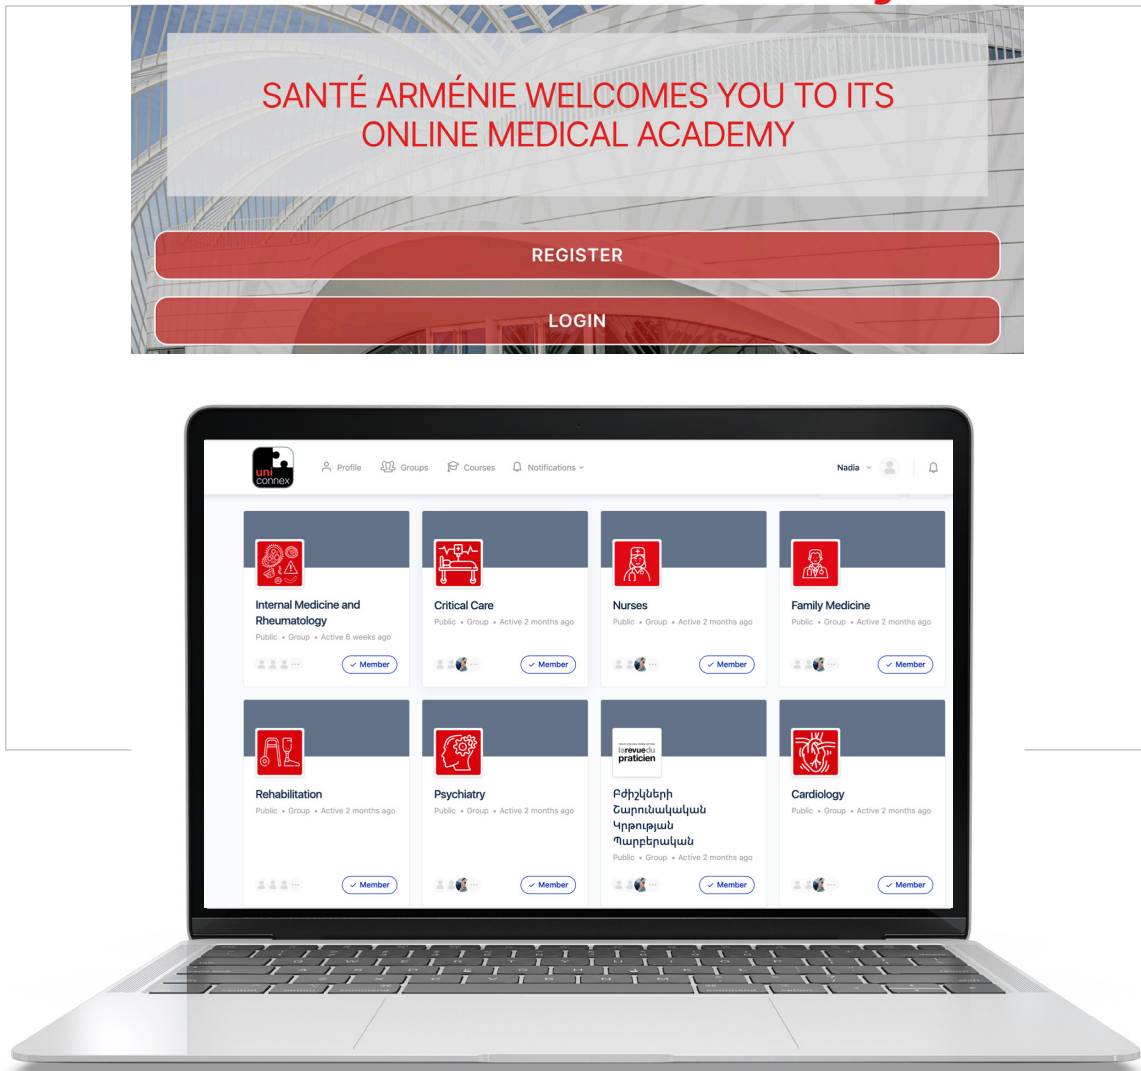 SANTÉ ARMÉNIE WELCOMES YOU TO ITS
ONLINE MEDICAL ACADEMY
REGISTER
LOGIN
uni
connex
Profile
Groups
Courses
Notifications
Nadia
Internal Medicine and
Rheumatology
Public • Group • Active 6 weeks ago
Member
Critical Care
Public • Group • Active 2 months ago
Member
Nurses
Public • Group • Active 2 months ago
Member
Family Medicine
Public • Group • Active 2 months ago
Member
Rehabilitation
Public • Group • Active 2 months ago
Member
Psychiatry
Public • Group • Active 2 months ago
Member
larevuedu
praticien
Բժիշկների
Շարունակական
Կրթության
Պարբերական
Public • Group • Active 2 months ago
Member
Cardiology
Public • Group • Active 2 months ago
Member